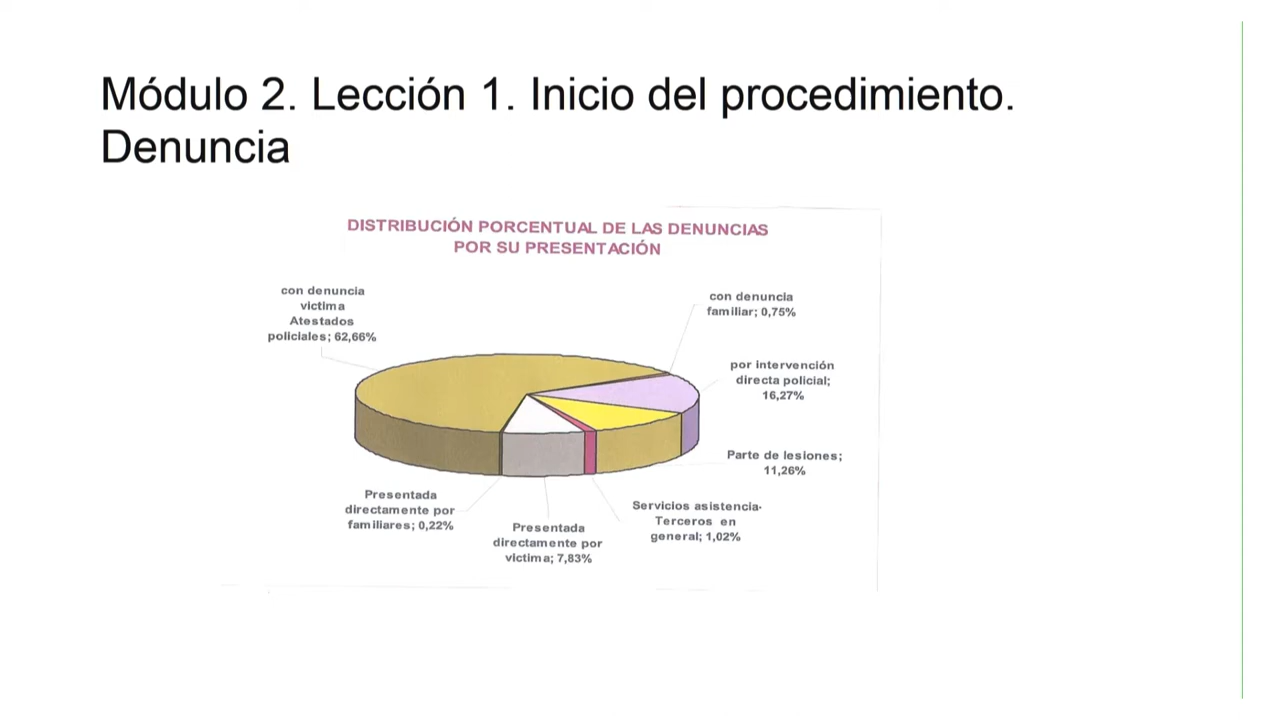 Módulo 2. Lección 1. Inicio del procedimiento.
Denuncia
DISTRIBUCIÓN PORCENTUAL DE LAS DENUNCIAS
POR SU PRESENTACIÓN
con denuncia
victima
Atestados
policiales; 62,66%
con denuncia
familiar; 0,75%
por intervención
directa policial;
16,27%
Parte de lesiones;
11,26%
Servicios asistencia-
Terceros en
general; 1,02%
Presentada
directamente por
victima; 7,83%
Presentada
directamente por
familiares; 0,22%